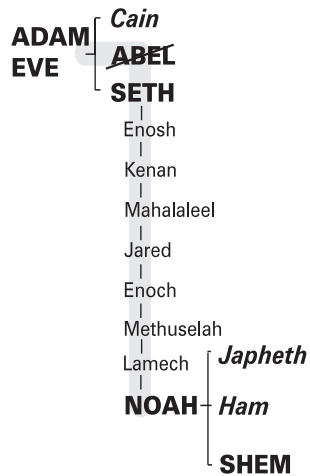 Cain
ADAM
ABEL
EVE
SETH
Enosh
Kenan
Mahalaleel
Jared
Enoch
Methuselah
Japheth
Lamech
NOAH
Ham
SHEM